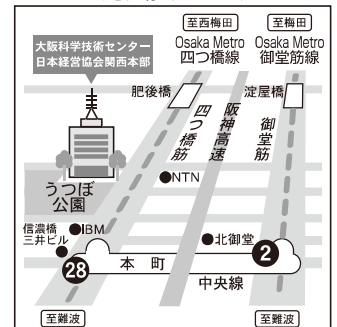 至西梅田
至梅田
大阪科学技術センター
日本経営協会関西本部
Osaka Metro
四つ橋線
Osaka Metro
御堂筋線
肥後橋
淀屋橋
四つ橋筋
阪神高速
御堂筋
NTN
うつぼ
公園
信濃橋
三井ビル
IBM
北御堂
28
本町
2
中央線
至難波
至難波